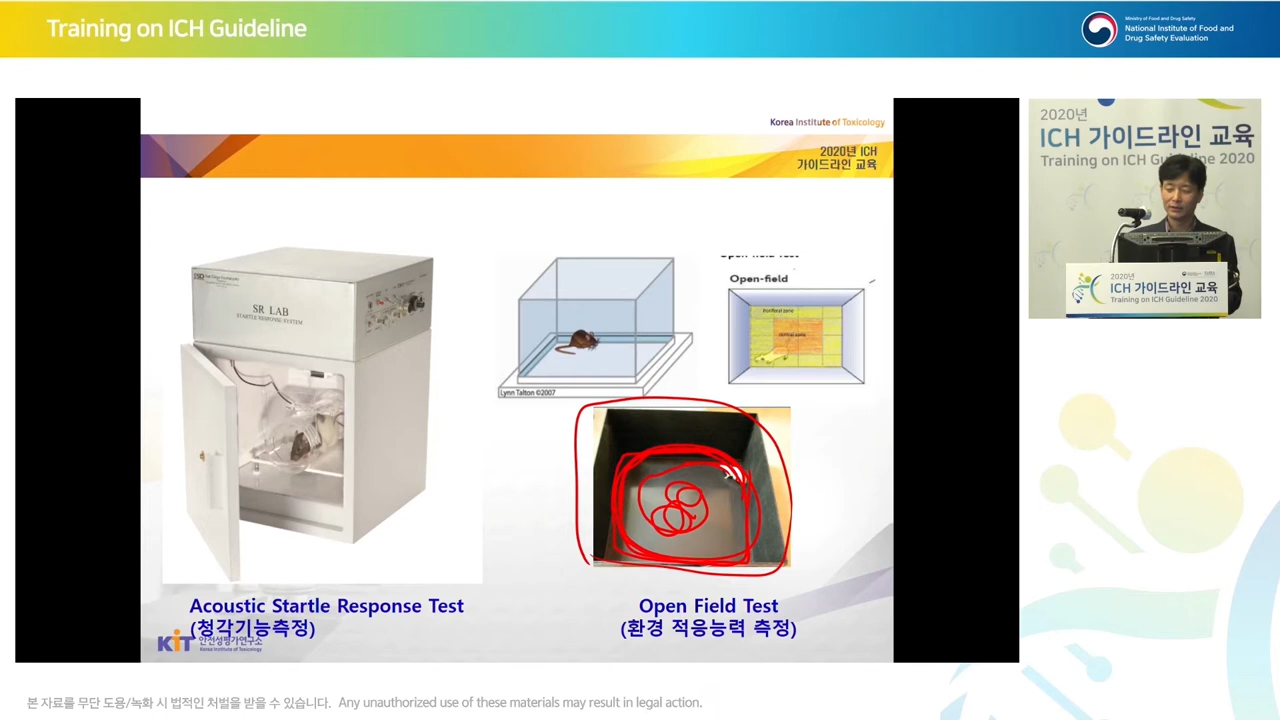 Training on ICH Guideline
Ministry of Food and Drug Safety
National Institute of Food and
Drug Safety Evaluation
Korea Institute of Toxicology
2020년 ICH
가이드라인 교육
2020년
ICH 가이드라인 교육
Training on ICH Guideline 2020
SR LAB
STARTLE RESPONSE SYSTEM
Lynn Talton ©2007
Open-field
2020년
ICH 가이드라인 교육
Training on ICH Guideline 2020
Acoustic Startle Response Test
(청각기능측정)
Open Field Test
(환경 적응능력 측정)
KIT 안전성평가연구소
Korea Institute of Toxicology
본 자료를 무단 도용/녹화 시 법적인 처벌을 받을 수 있습니다. Any unauthorized use of these materials may result in legal action.